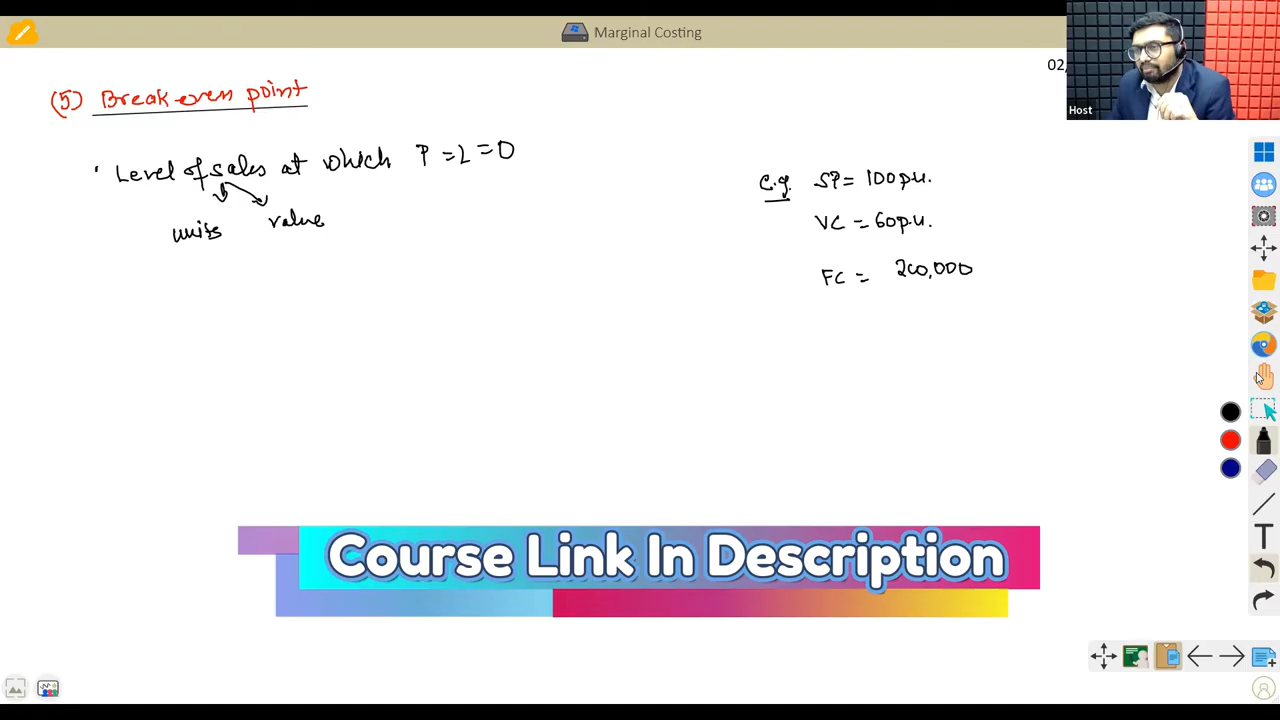 Marginal Costing
02/
Host
(5) Break even point
• Level of sales at which P = L = 0
units value
e.g. SP = 100 p.u.
VC = 60 p.u.
FC = 200,000
Course Link In Description
T